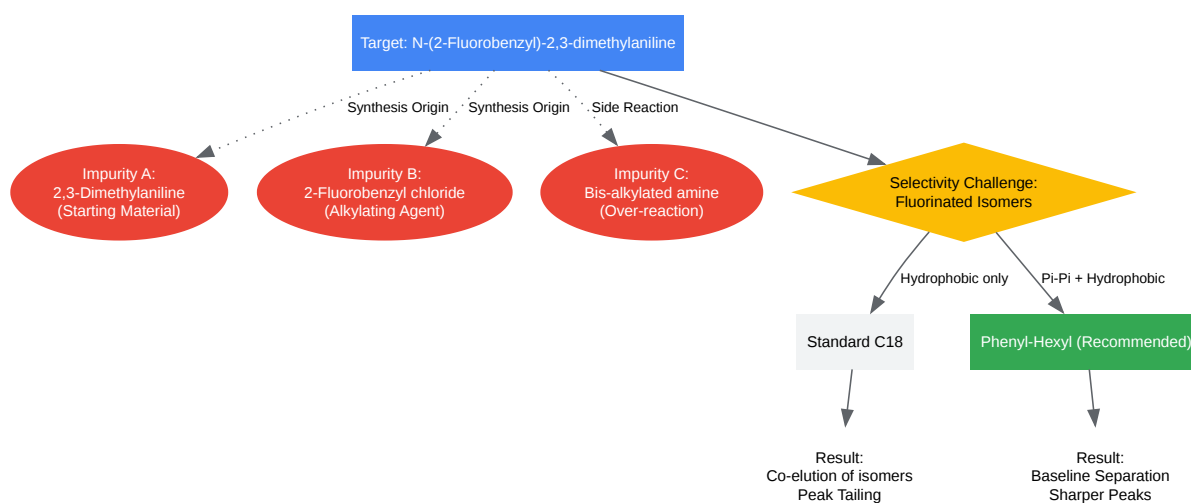 Target: N-(2-Fluorobenzyl)-2,3-dimethylaniline
Synthesis Origin
Synthesis Origin
Side Reaction
Impurity A:
2,3-Dimethylaniline
(Starting Material)
Impurity B:
2-Fluorobenzyl chloride
(Alkylating Agent)
Impurity C:
Bis-alkylated amine
(Over-reaction)
Selectivity Challenge:
Fluorinated Isomers
Hydrophobic only
Pi-Pi + Hydrophobic
Standard C18
Phenyl-Hexyl (Recommended)
Result:
Co-elution of isomers
Peak Tailing
Result:
Baseline Separation
Sharper Peaks